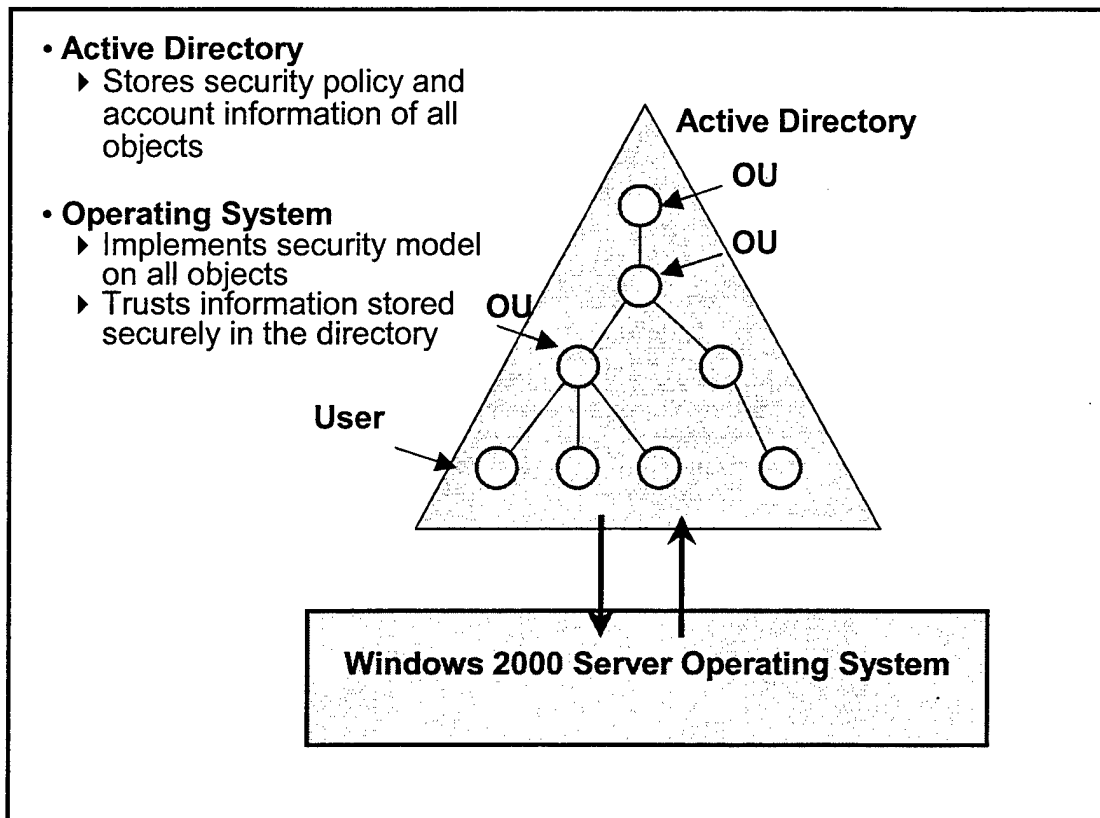 • Active Directory
▸ Stores security policy and
account information of all
objects
• Operating System
▸ Implements security model
on all objects
▸ Trusts information stored
securely in the directory
Active Directory
OU
OU
OU
User
Windows 2000 Server Operating System